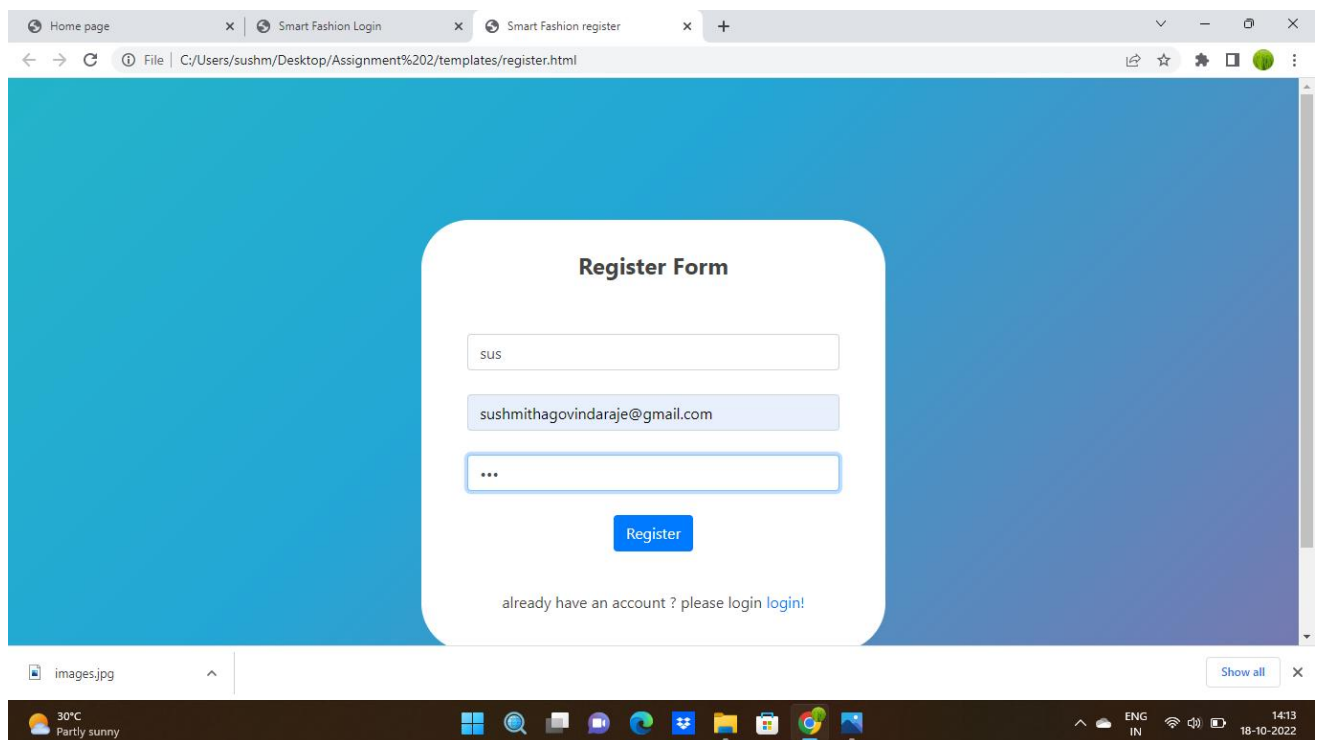 Home page
Smart Fashion Login
Smart Fashion register
File
C:/Users/sushm/Desktop/Assignment%202/templates/register.html
Register Form
sus
sushmithagovindaraje@gmail.com
•••
Register
already have an account ? please login login!
images.jpg
Show all
30°C
Partly sunny
ENG
IN
14:13
18-10-2022